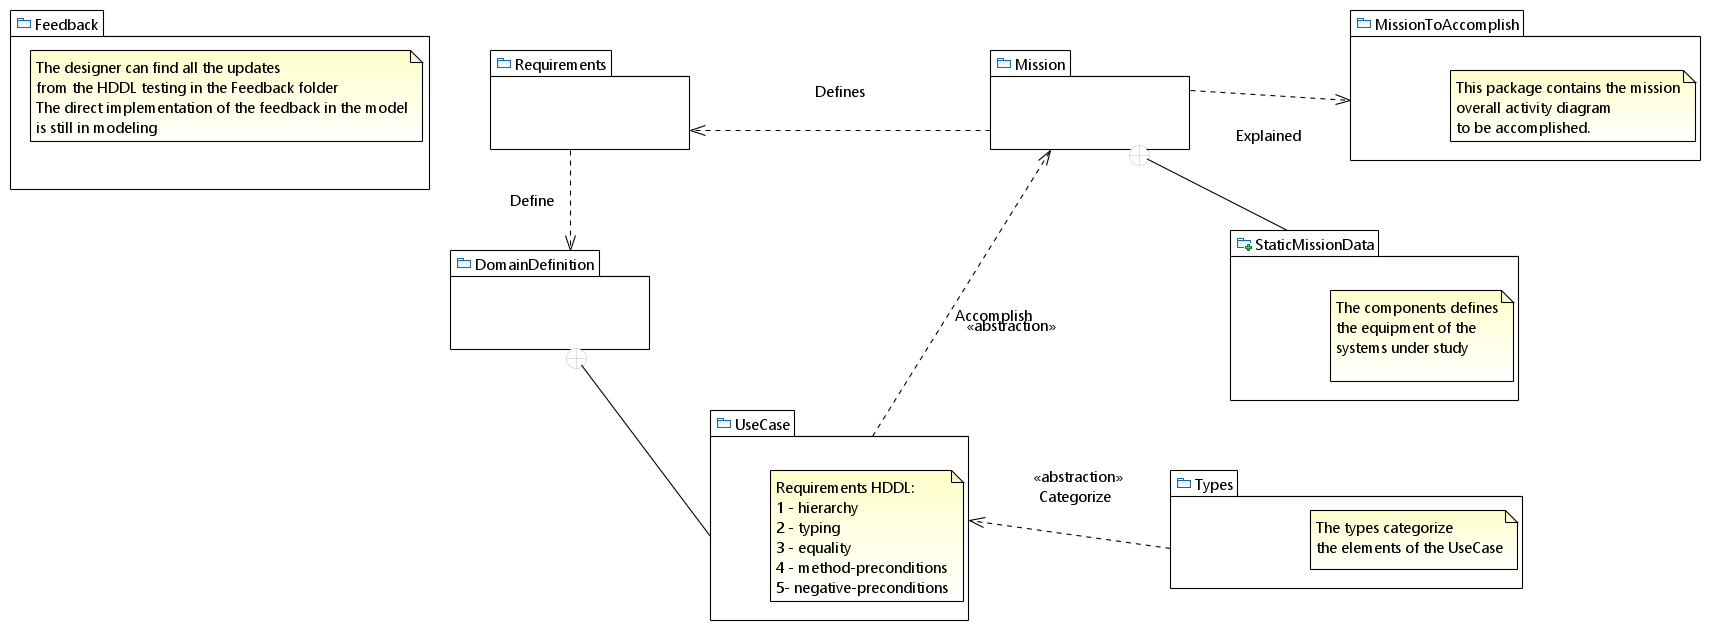 Feedback
The designer can find all the updates
from the HDDL testing in the Feedback folder
The direct implementation of the feedback in the model
is still in modeling
Requirements
Defines
Mission
Explained
MissionToAccomplish
This package contains the mission
overall activity diagram
to be accomplished.
Define
DomainDefinition
StaticMissionData
The components defines
the equipment of the
systems under study
Accomplish
«abstraction»
UseCase
Requirements HDDL:
1 - hierarchy
2 - typing
3 - equality
4 - method-preconditions
5- negative-preconditions
«abstraction»
Categorize
Types
The types categorize
the elements of the UseCase